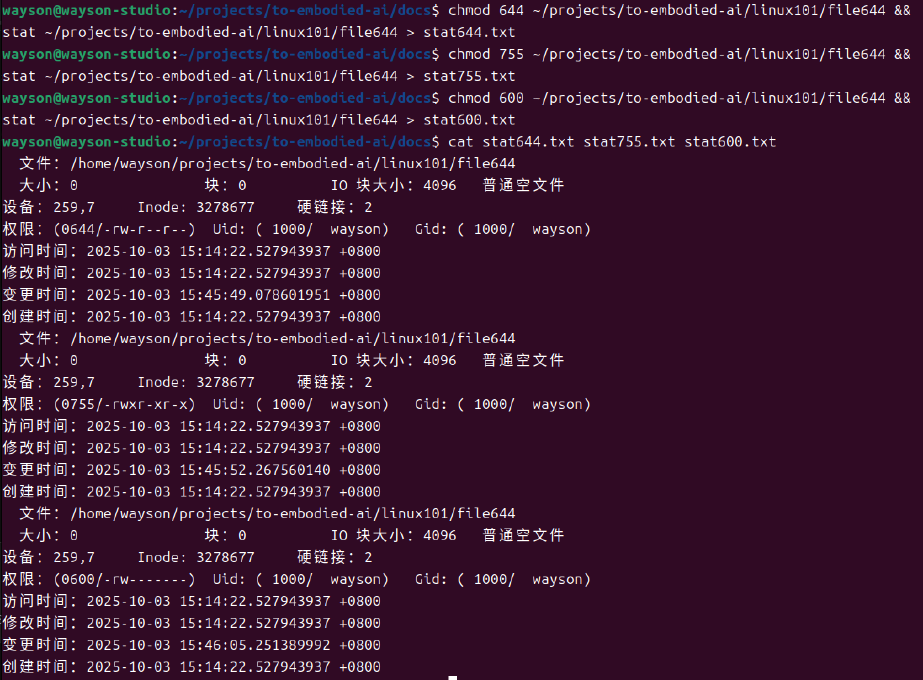 wayson@wayson-studio:~/projects/to-embodied-ai/docs$ chmod 644 ~/projects/to-embodied-ai/linux101/file644 &&
stat ~/projects/to-embodied-ai/linux101/file644 > stat644.txt
wayson@wayson-studio:~/projects/to-embodied-ai/docs$ chmod 755 ~/projects/to-embodied-ai/linux101/file644 &&
stat ~/projects/to-embodied-ai/linux101/file644 > stat755.txt
wayson@wayson-studio:~/projects/to-embodied-ai/docs$ chmod 600 ~/projects/to-embodied-ai/linux101/file644 &&
stat ~/projects/to-embodied-ai/linux101/file644 > stat600.txt
wayson@wayson-studio:~/projects/to-embodied-ai/docs$ cat stat644.txt stat755.txt stat600.txt
  文件：/home/wayson/projects/to-embodied-ai/linux101/file644
  大小：0               块：0          IO 块大小：4096   普通空文件
设备：259,7     Inode: 3278677     硬链接：2
权限：(0644/-rw-r--r--)  Uid: ( 1000/  wayson)   Gid: ( 1000/  wayson)
访问时间：2025-10-03 15:14:22.527943937 +0800
修改时间：2025-10-03 15:14:22.527943937 +0800
变更时间：2025-10-03 15:45:49.078601951 +0800
创建时间：2025-10-03 15:14:22.527943937 +0800
  文件：/home/wayson/projects/to-embodied-ai/linux101/file644
  大小：0               块：0          IO 块大小：4096   普通空文件
设备：259,7     Inode: 3278677     硬链接：2
权限：(0755/-rwxr-xr-x)  Uid: ( 1000/  wayson)   Gid: ( 1000/  wayson)
访问时间：2025-10-03 15:14:22.527943937 +0800
修改时间：2025-10-03 15:14:22.527943937 +0800
变更时间：2025-10-03 15:45:52.267560140 +0800
创建时间：2025-10-03 15:14:22.527943937 +0800
  文件：/home/wayson/projects/to-embodied-ai/linux101/file644
  大小：0               块：0          IO 块大小：4096   普通空文件
设备：259,7     Inode: 3278677     硬链接：2
权限：(0600/-rw-------)  Uid: ( 1000/  wayson)   Gid: ( 1000/  wayson)
访问时间：2025-10-03 15:14:22.527943937 +0800
修改时间：2025-10-03 15:14:22.527943937 +0800
变更时间：2025-10-03 15:46:05.251389992 +0800
创建时间：2025-10-03 15:14:22.527943937 +0800